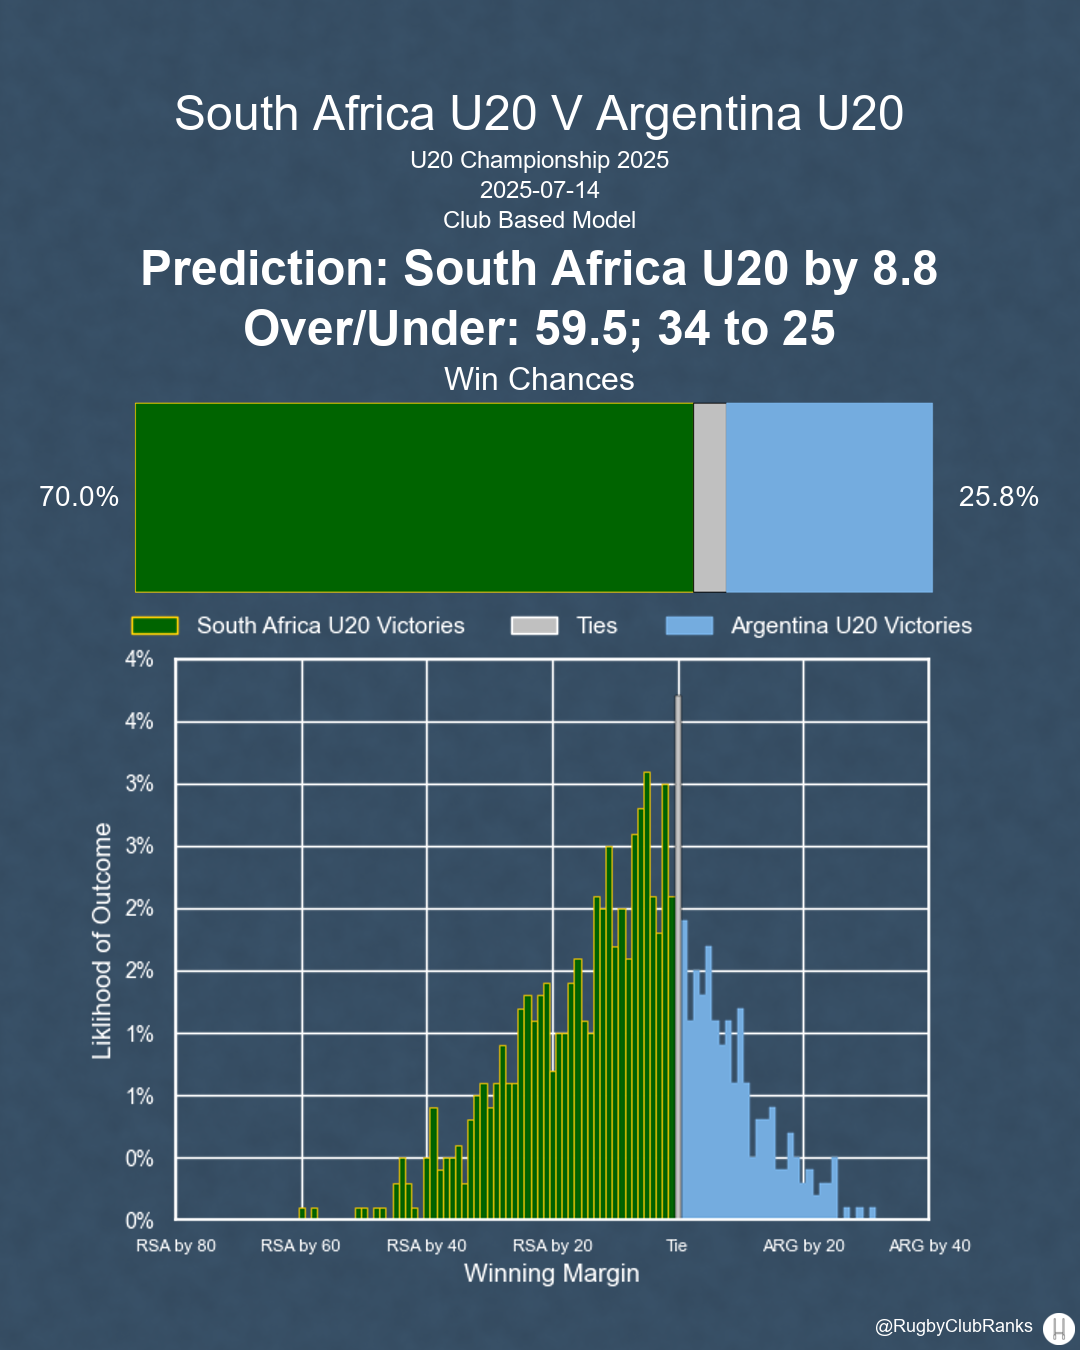 South Africa U20 V Argentina U20
U20 Championship 2025
2025-07-14
Club Based Model
Prediction: South Africa U20 by 8.8
Over/Under: 59.5; 34 to 25
Win Chances
70.0%
25.8%
South Africa U20 Victories
Ties
Argentina U20 Victories
4%
4%
3%
3%
2%
2%
1%
1%
0%
0%
Liklihood of Outcome
RSA by 80
RSA by 60
RSA by 40
RSA by 20
Tie
ARG by 20
ARG by 40
Winning Margin
@RugbyClubRanks